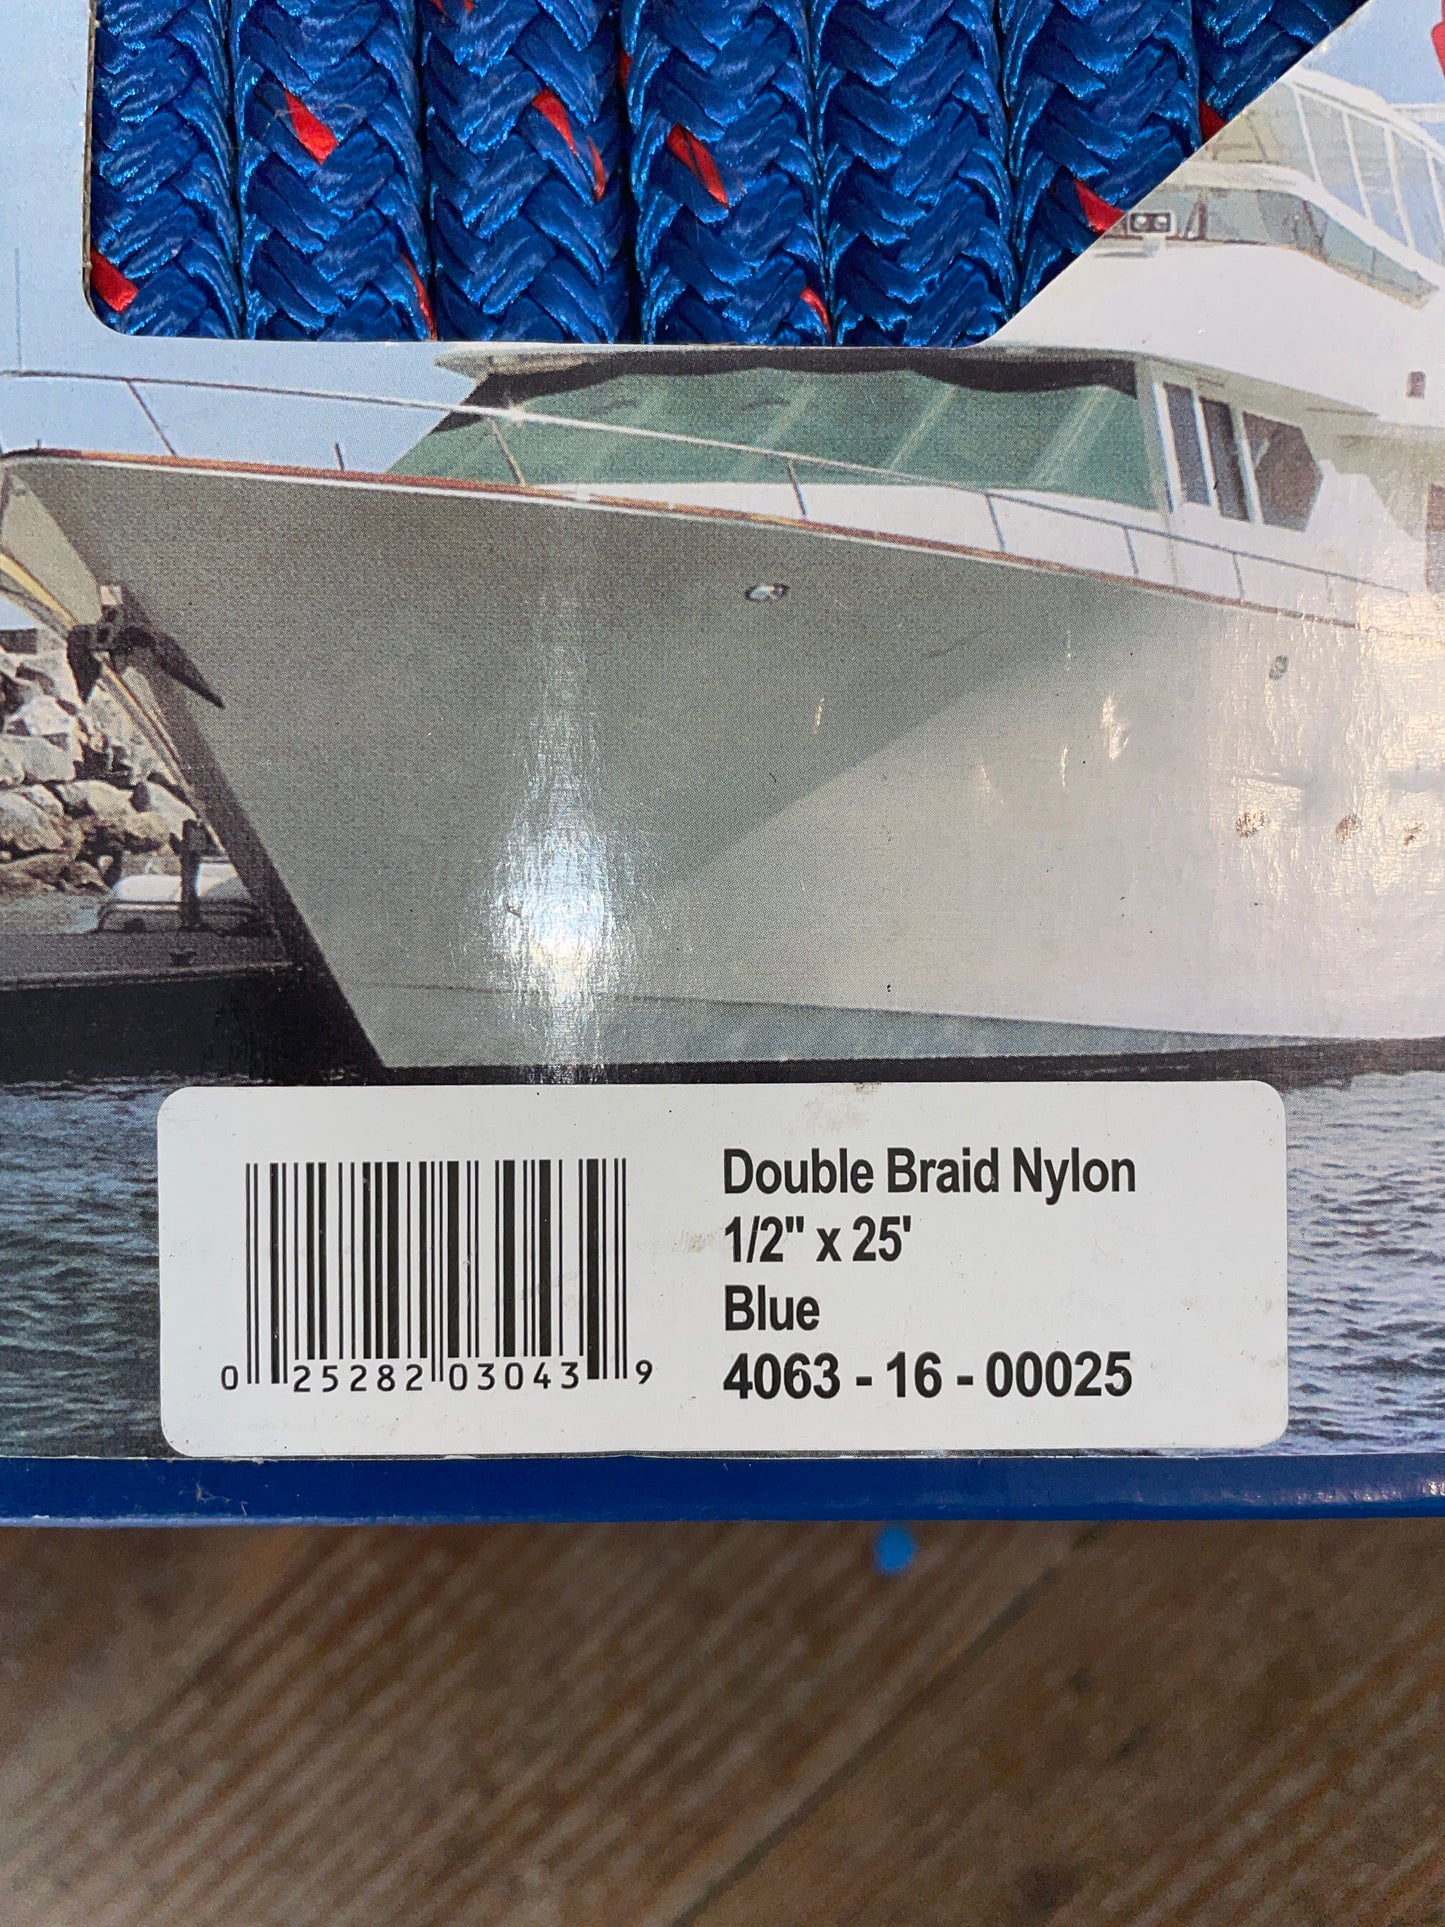 Double Braid Nylon
1/2" x 25'
Blue
4063 - 16 - 00025
0 25282 03043 9